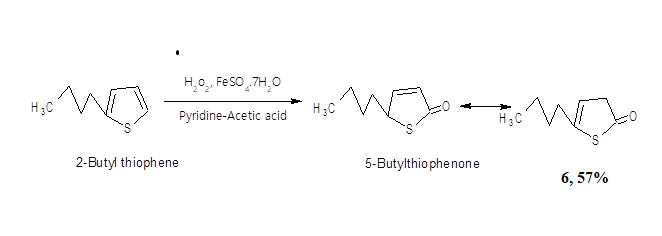 H₂O₂, FeSO₄.7H₂O
Pyridine-Acetic acid
H₃C
S
H₃C
S
O
H₃C
S
O
2-Butyl thiophene
5-Butylthiophenone
6, 57%